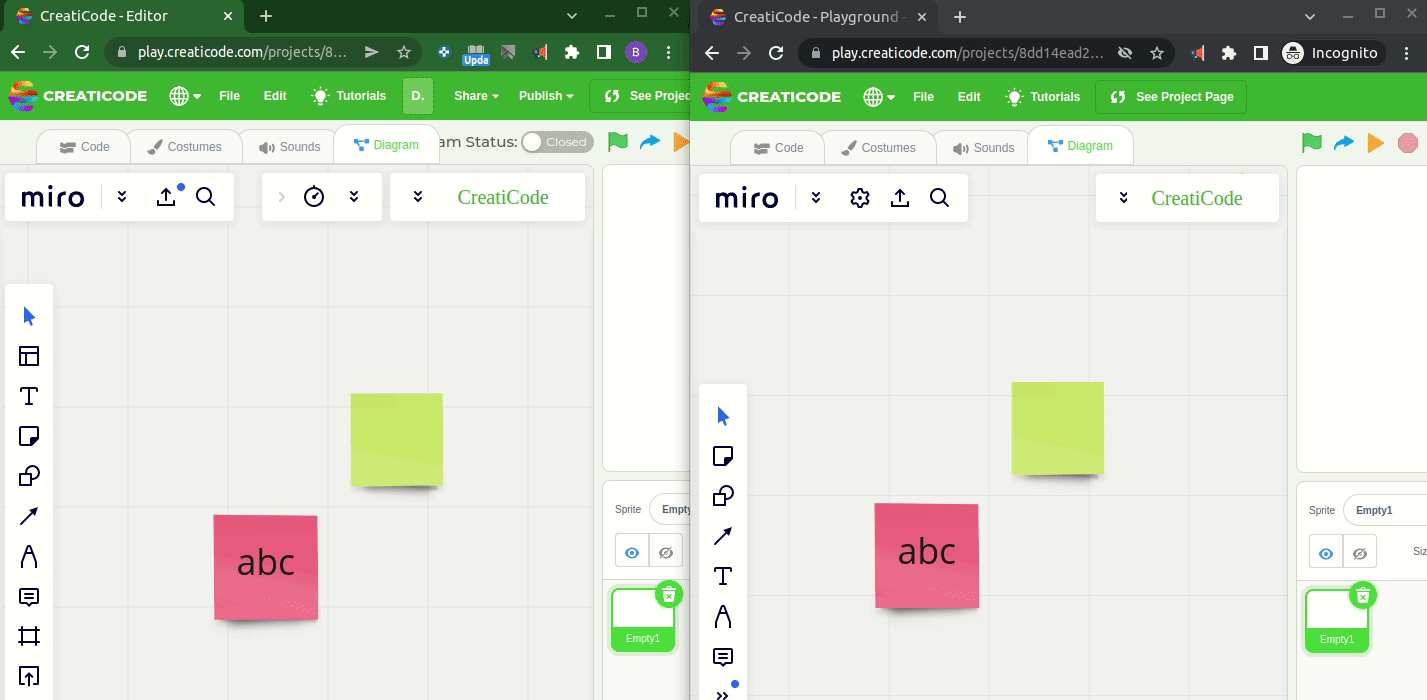 CreatiCode - Editor
play.creaticode.com/projects/8...
Upda
B
CREATICODE
File
Edit
Tutorials
D.
Share
Publish
See Projec
Code
Costumes
Sounds
Diagram
am Status:
Closed
miro
CreatiCode
abc
Sprite
Empty
Empty1
CreatiCode - Playground -
play.creaticode.com/projects/8dd14ead2...
Incognito
CREATICODE
File
Edit
Tutorials
See Project Page
Code
Costumes
Sounds
Diagram
miro
CreatiCode
abc
Sprite
Empty1
Siz
Empty1